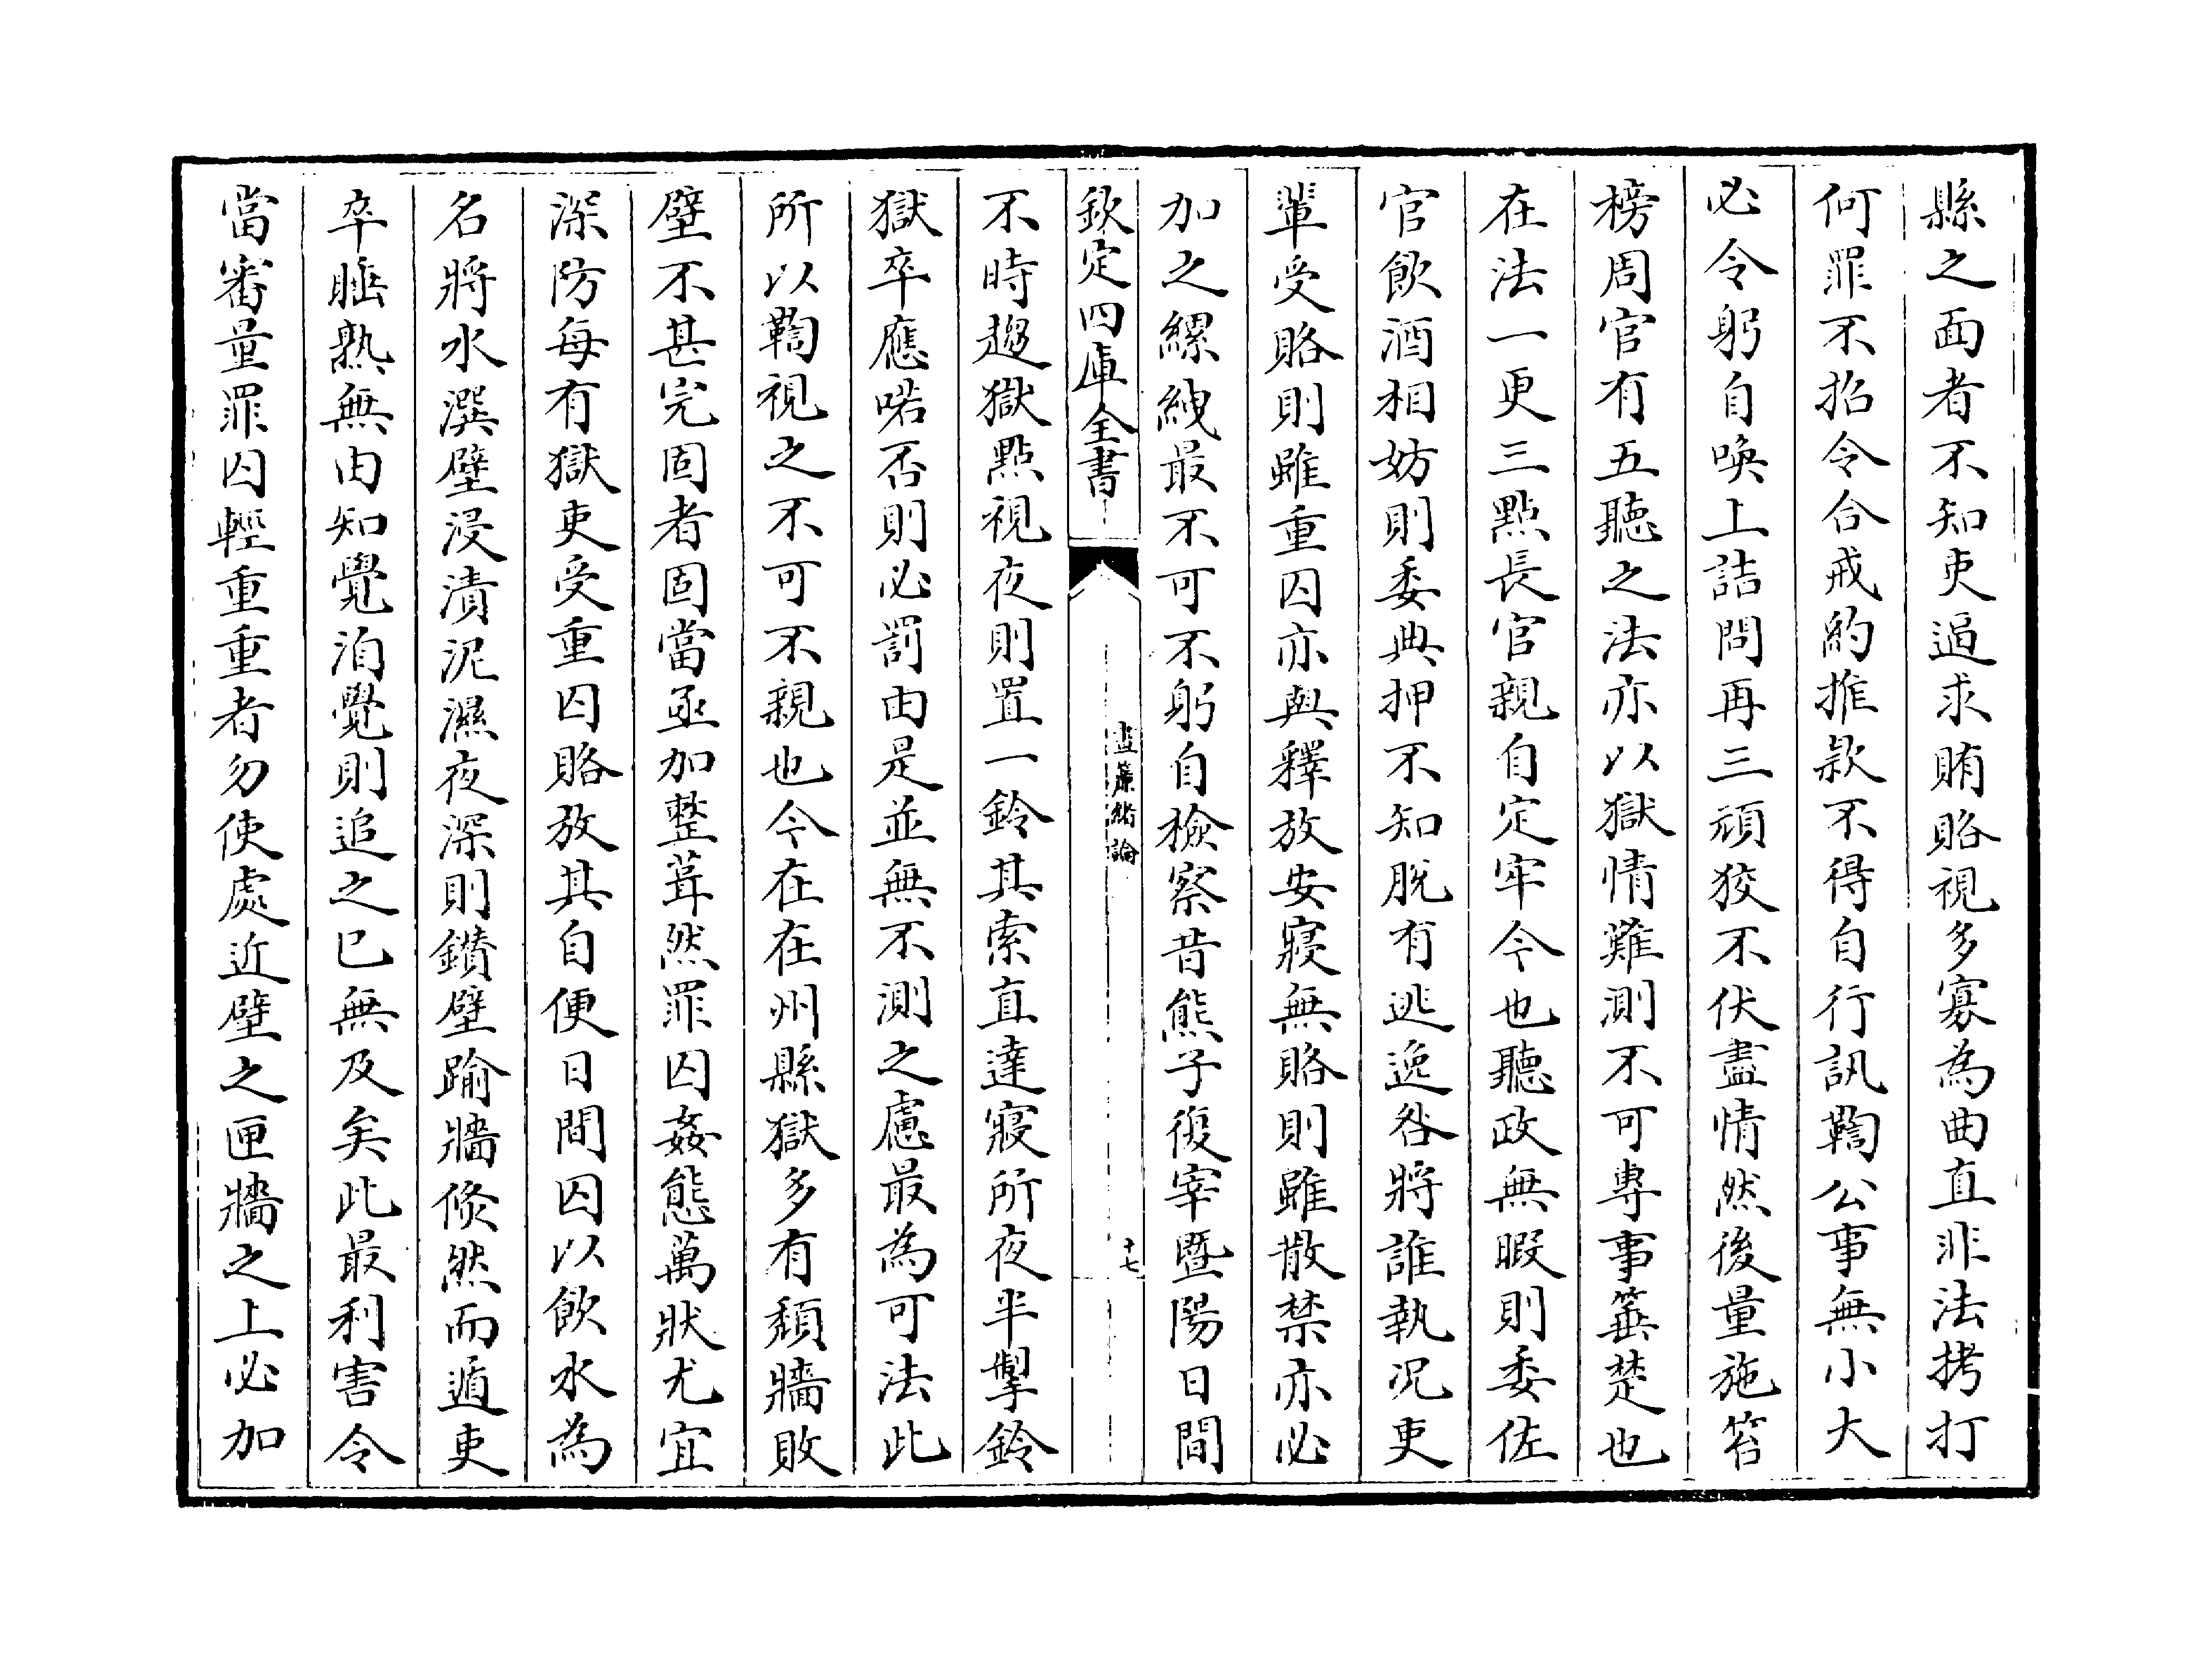 縣之面者不知吏逼求賄賂視多寡為曲直非法拷打
何罪不招令合戒約推款不得自行訊鞫公事無小大
必令躬自喚上詰問再三頑狡不伏盡情然後量施笞
榜周官有五聽之法亦以獄情難測不可專事箠楚也
在法一更三點長官親自定牢今也聽政無暇則委佐
官飲酒相妨則委典押不知脫有逃逸咎將誰執況吏
輩受賂則雖重囚亦與釋放安寢無賂則雖散禁亦必
加之縲絏最不可不躬自檢察昔熊子復宰暨陽日間
欽定四庫全書
晝簾緒論
十七
不時趨獄點視夜則置一鈴其索直達寢所夜半掣鈴
獄卒應喏否則必罰由是並無不測之慮最為可法此
所以鞫視之不可不親也今在在州縣獄多有頹牆敗
壁不甚完固者固當亟加整葺然罪囚姦態萬狀尤宜
深防每有獄吏受重囚賂放其自便日間囚以飲水為
名將水潠壁浸漬泥濕夜深則鑽壁踰牆倏然而遁吏
卒睡熟無由知覺洎覺則追之已無及矣此最利害令
當審量罪囚輕重重者勿使處近壁之匣牆之上必加